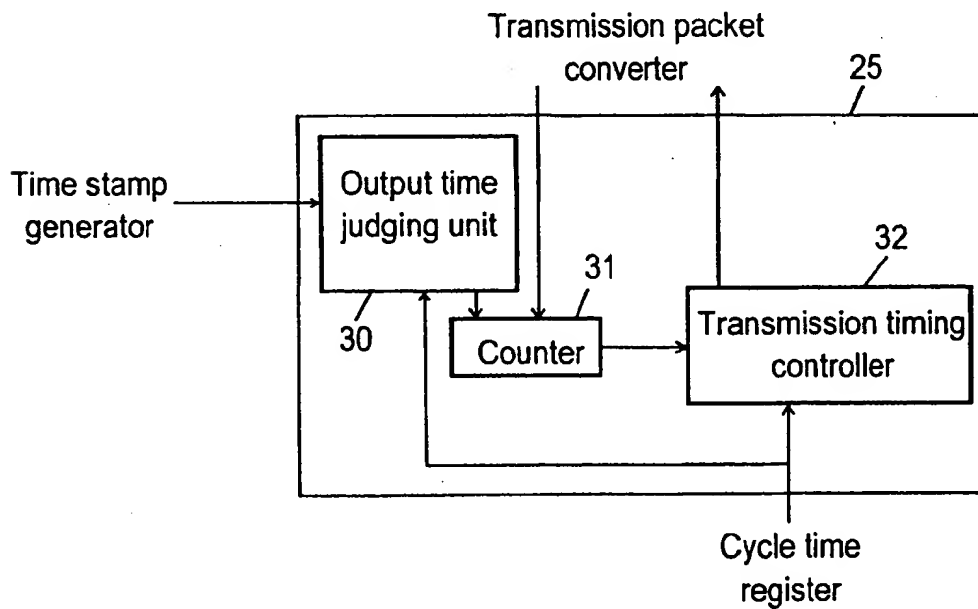 Transmission packet
converter
25
Time stamp
generator
Output time
judging unit
30
31
Counter
32
Transmission timing
controller
Cycle time
register